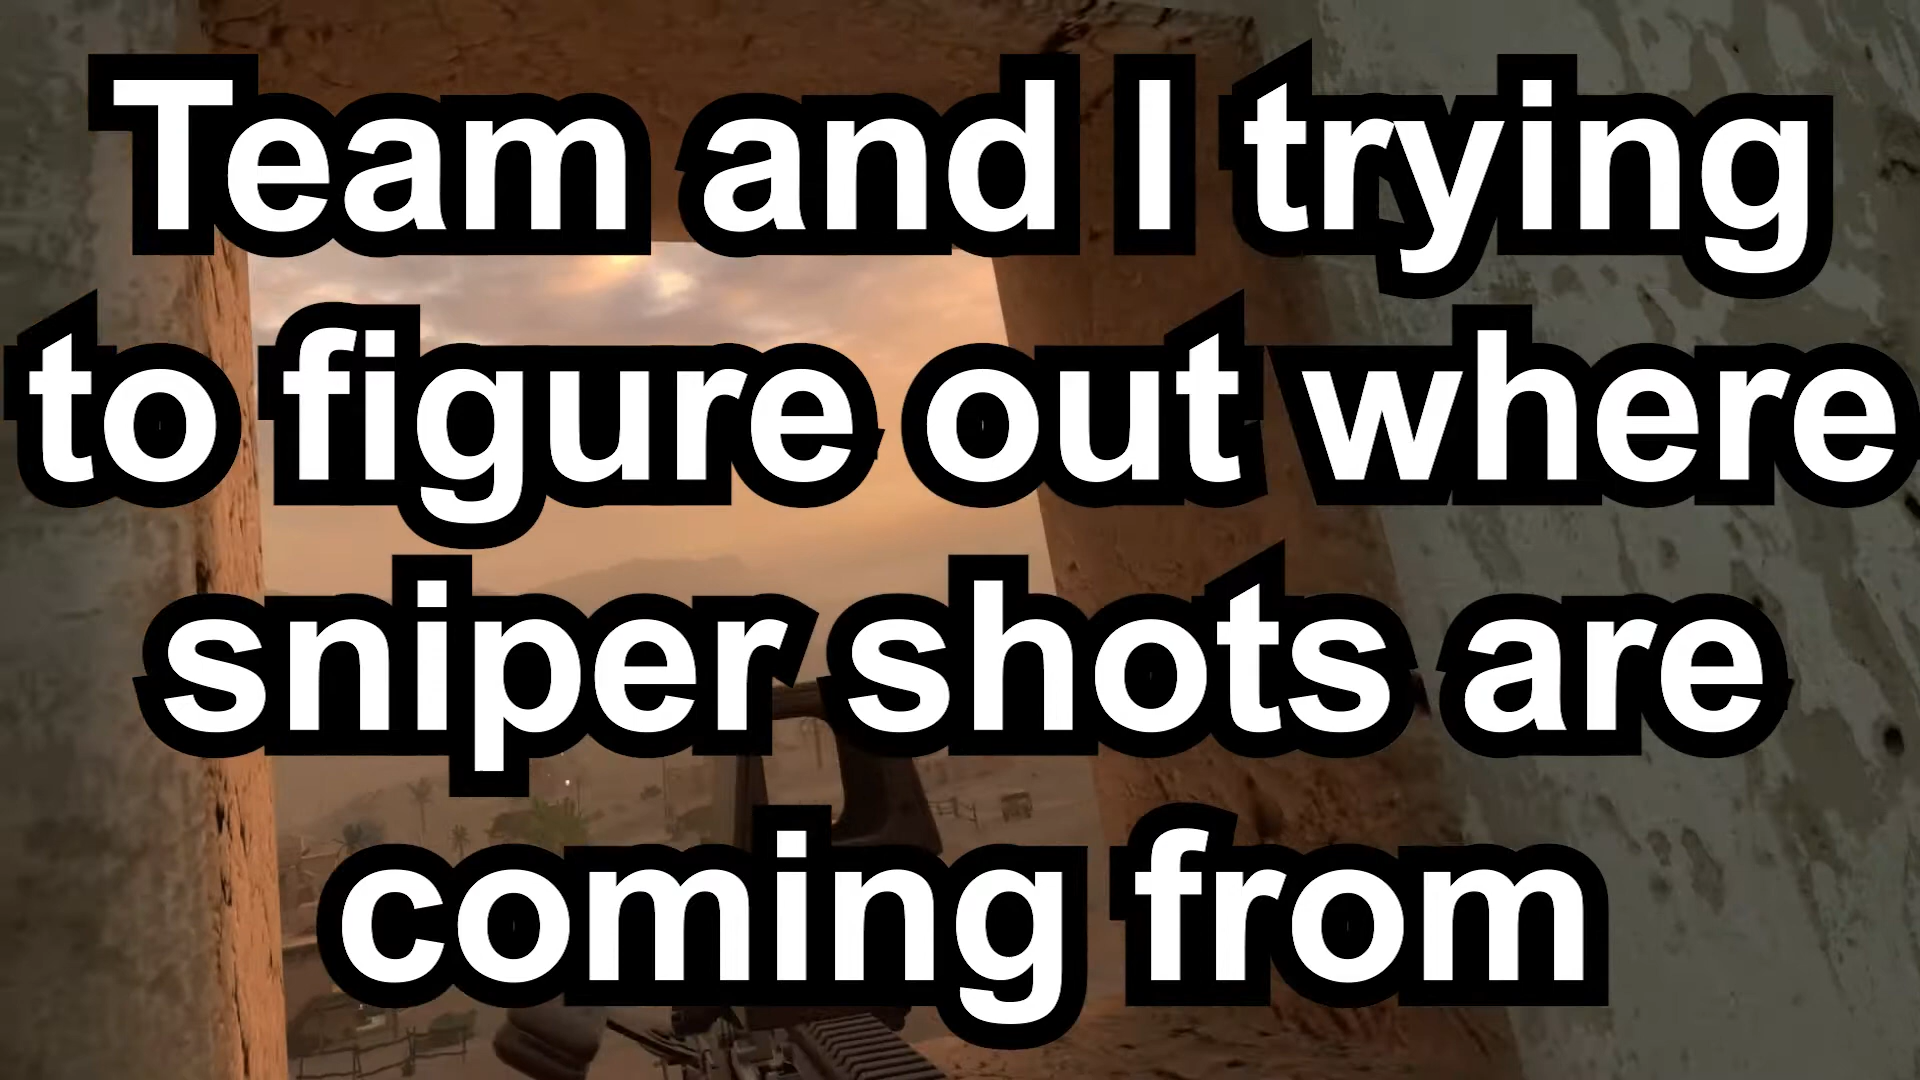 Team and I trying
to figure out where
sniper shots are
coming from